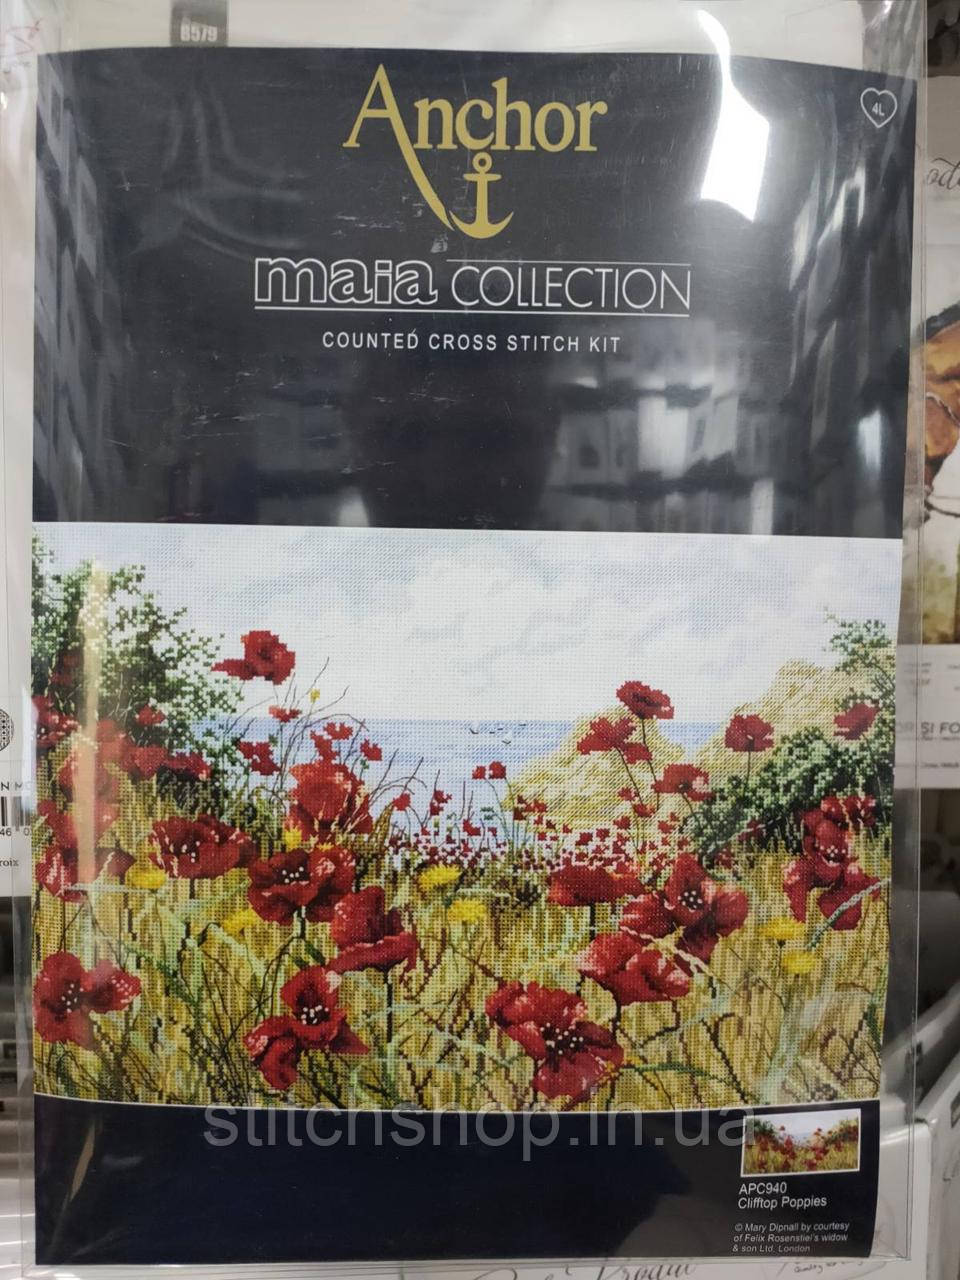 8579
Anchor
4L
maia COLLECTION
COUNTED CROSS STITCH KIT
stitchshop.in.ua
APC940
Clifftop Poppies
© Mary Dipnall by courtesy
of Felix Rosenstiel's widow
& son Ltd. London